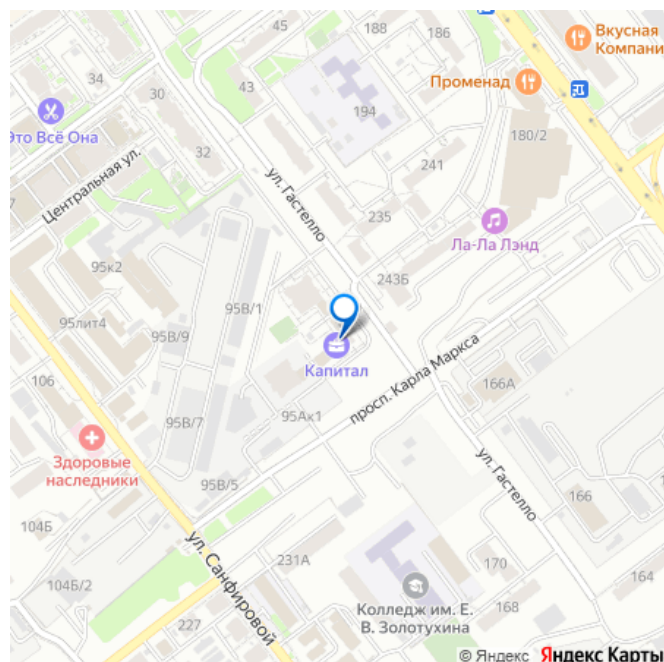 45
188
186
Вкусная
Компани
34
43
Променад
30
194
Это Всё Она
180/2
32
241
Центральная ул.
ул. Гастелло
235
7
Ла-Ла Лэнд
95к2
243Б
95В/1
95лит4
95В/9
Капитал
просп. Карла Маркса
166А
106
95В/7
95Ак1
Здоровые
наследники
ул. Гастелло
95В/5
166
104Б
ул. Санфировой
231А
170
164
104Б/2
Колледж им. Е.
В. Золотухина
168
227
© Яндекс Яндекс Карты